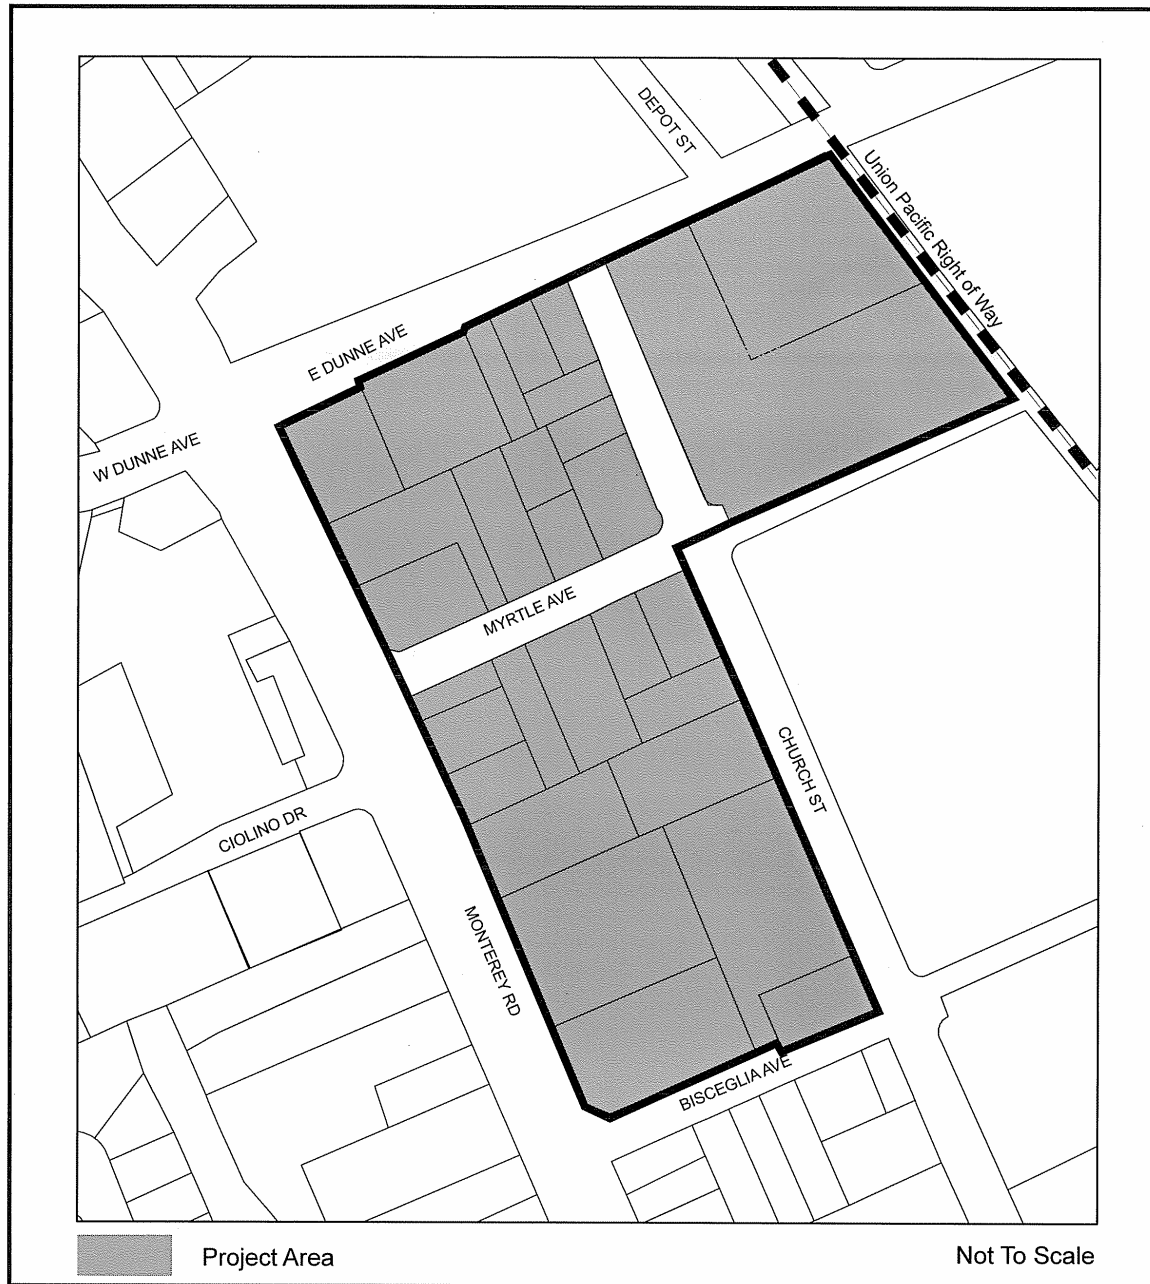 DEPOT ST
Union Pacific Right of Way
E DUNNE AVE
W DUNNE AVE
MYRTLE AVE
CHURCH ST
CIOLINO DR
MONTEREY RD
BISCEGLIA AVE
Project Area
Not To Scale